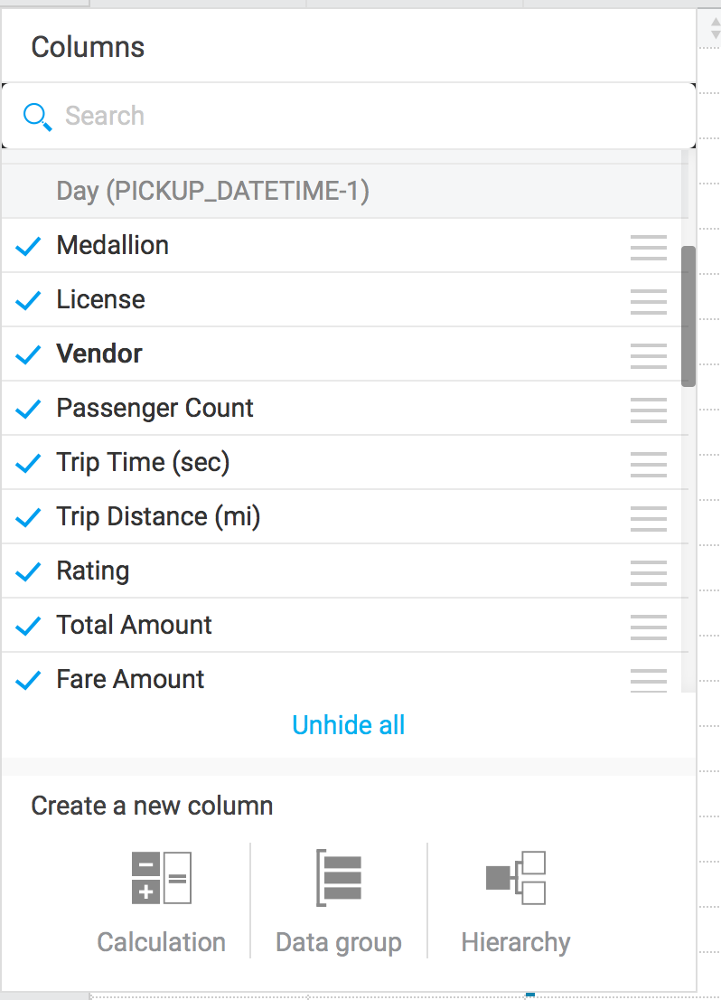 Columns
Search
Day (PICKUP_DATETIME-1)
Medallion
License
Vendor
Passenger Count
Trip Time (sec)
Trip Distance (mi)
Rating
Total Amount
Fare Amount
Unhide all
Create a new column
Calculation
Data group
Hierarchy